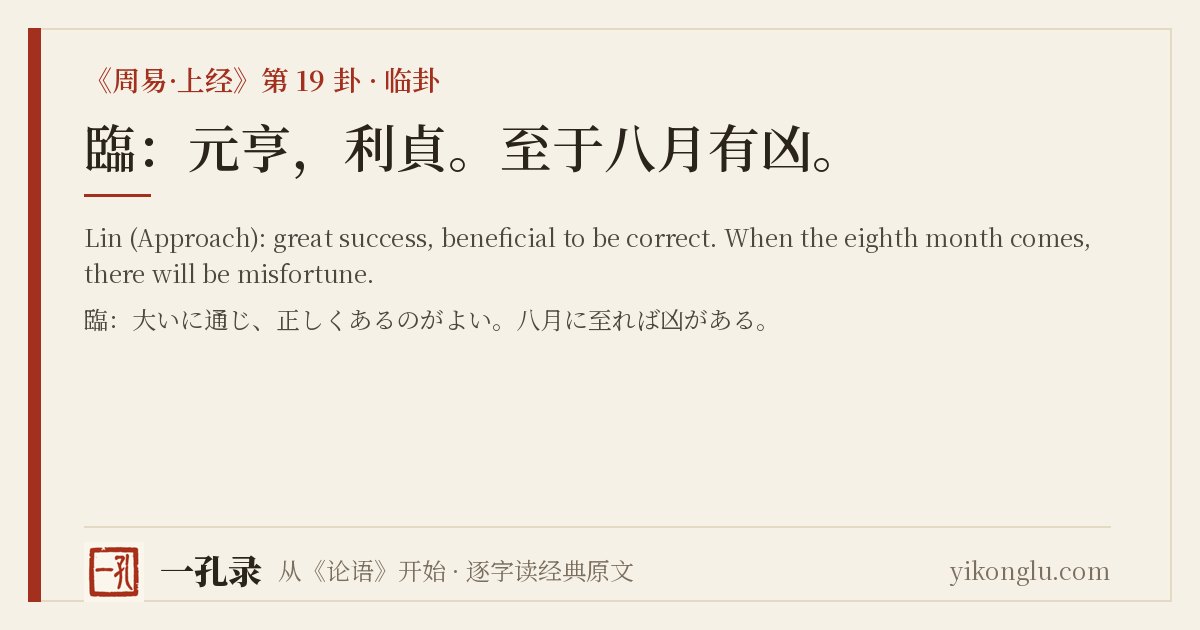 《周易·上经》第 19 卦 · 临卦
臨：元亨，利貞。至于八月有凶。
Lin (Approach): great success, beneficial to be correct. When the eighth month comes,
there will be misfortune.
臨：大いに通じ、正しくあるのがよい。八月に至れば凶がある。
一孔
一孔录 从《论语》开始 · 逐字读经典原文 yikonglu.com